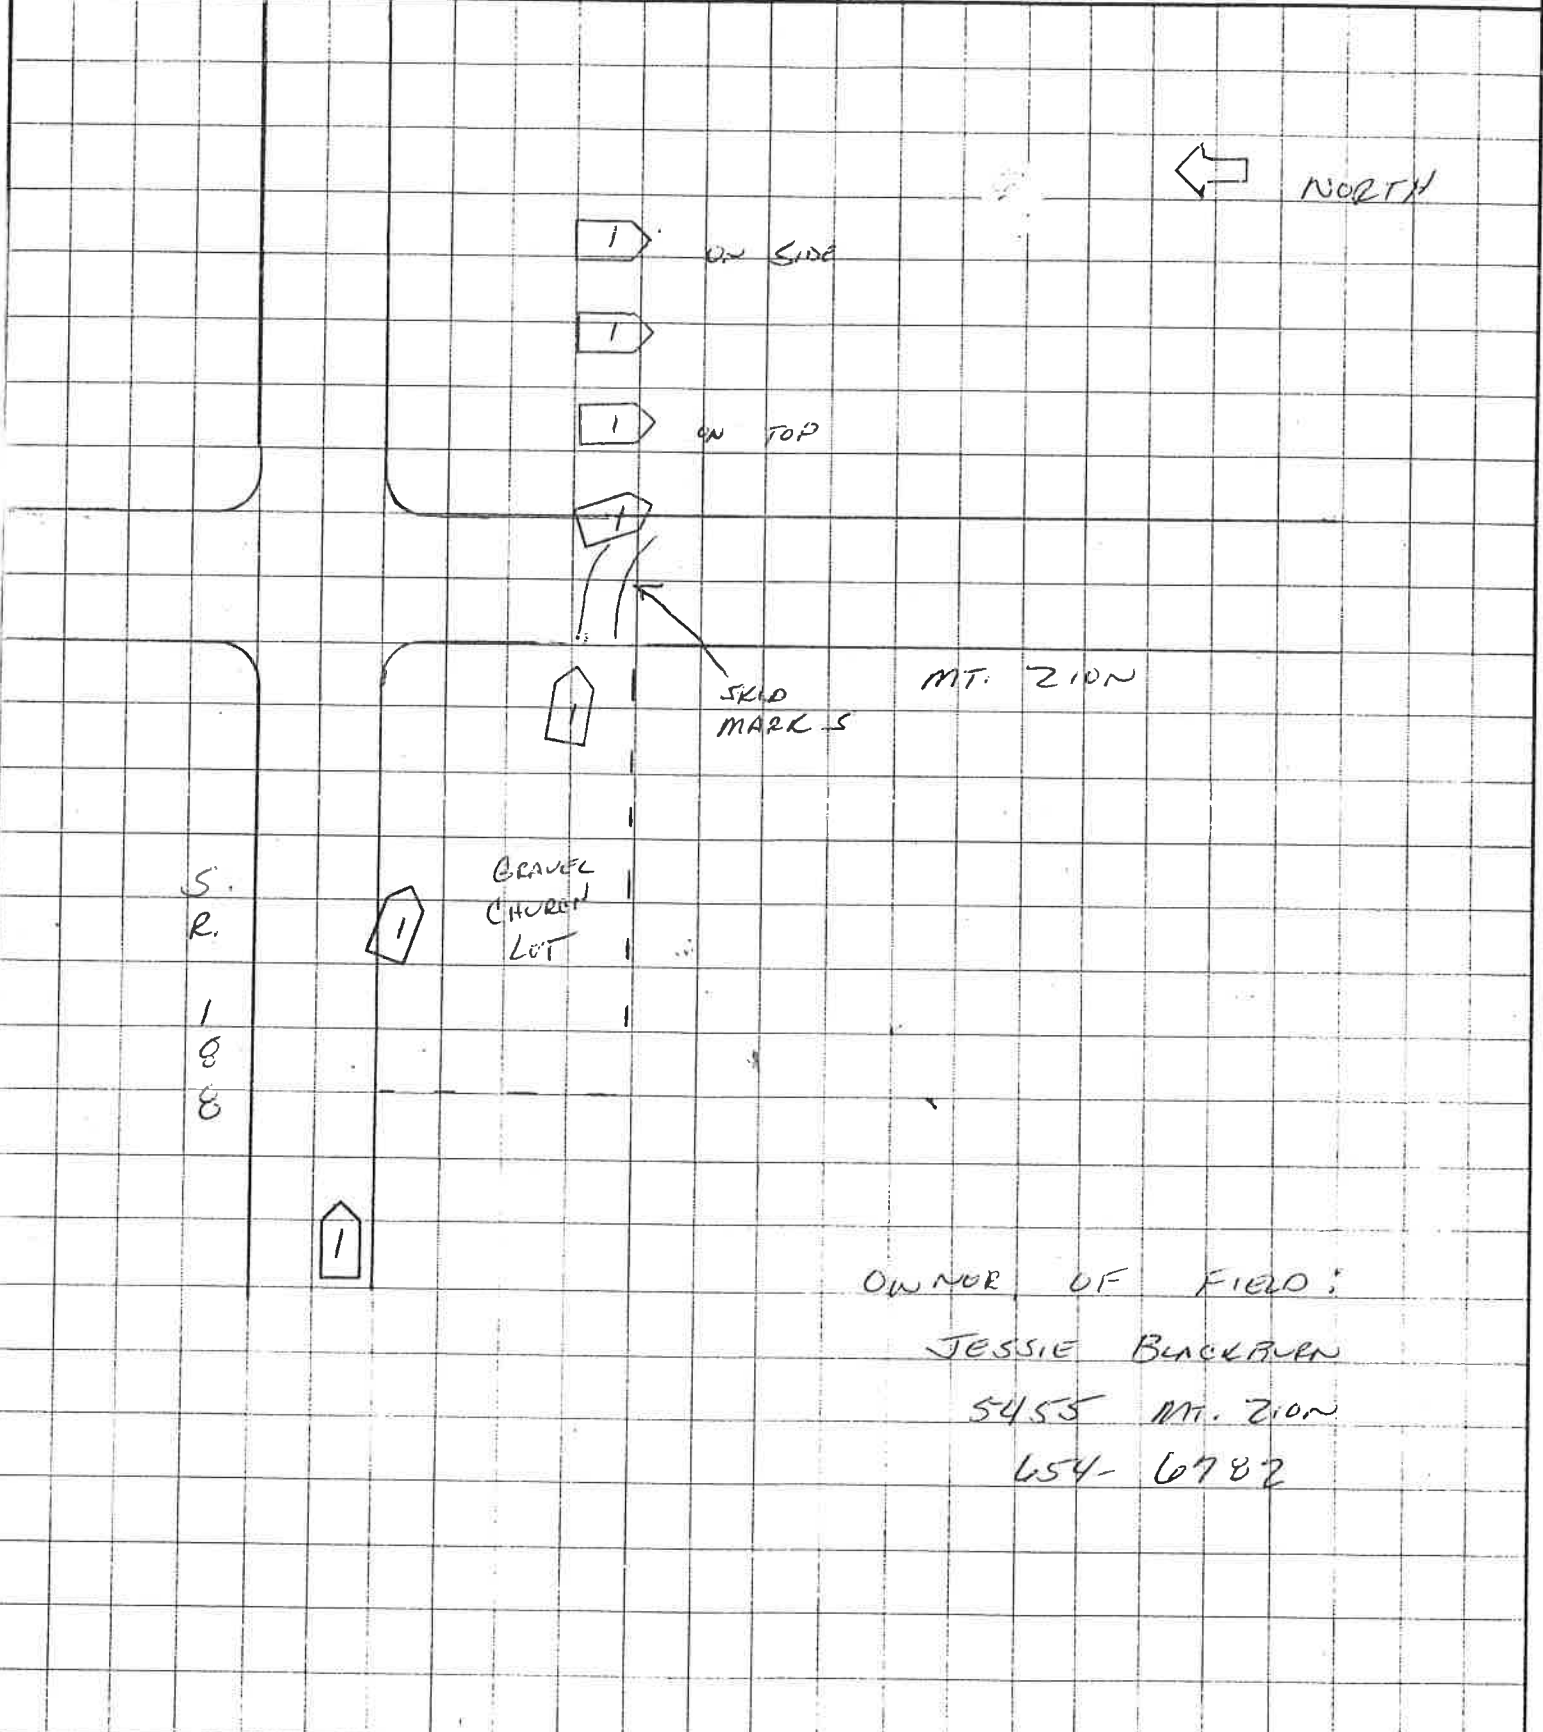 NORTH
1
ON SIDE
1
1
ON TOP
1
1
SKID
MARKS
MT. ZION
GRAVEL
CHURCH
LOT
1
S.
R.
1
8
8
1
OWNER OF FIELD:
JESSIE BLACKBURN
5455 MT. ZION
654-6782